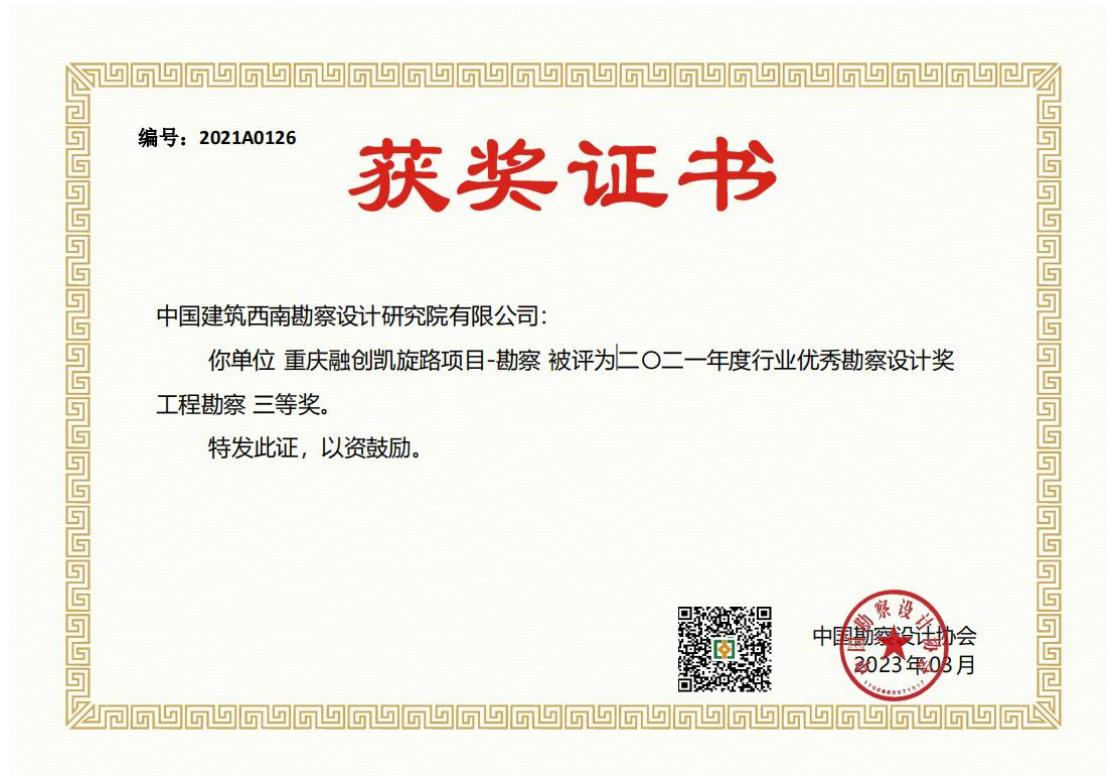 编号：2021A0126
获奖证书
中国建筑西南勘察设计研究院有限公司：
你单位 重庆融创凯旋路项目-勘察 被评为二〇二一年度行业优秀勘察设计奖
工程勘察 三等奖。
特发此证，以资鼓励。
中国勘察设计协会
2023年03月